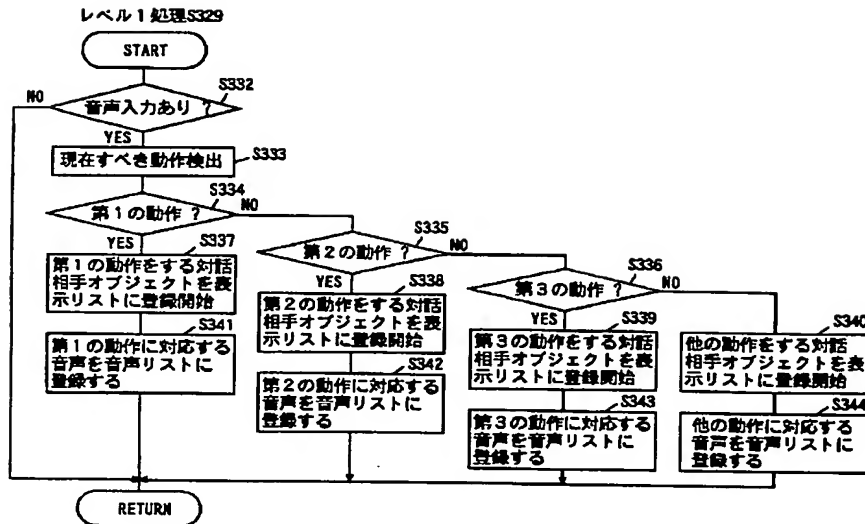 レベル1処理S329
START
S332
NO
音声入力あり ?
YES
現在すべき動作検出
S333
S334
第1の動作 ?
NO
YES
S337
第1の動作をする対話
相手オブジェクトを表
示リストに登録開始
S341
第1の動作に対応する
音声を音声リストに
登録する
S335
第2の動作 ?
NO
YES
S338
第2の動作をする対話
相手オブジェクトを表
示リストに登録開始
S342
第2の動作に対応する
音声を音声リストに
登録する
S336
第3の動作 ?
NO
YES
S339
第3の動作をする対話
相手オブジェクトを表
示リストに登録開始
S343
第3の動作に対応する
音声を音声リストに
登録する
S340
他の動作をする対話
相手オブジェクトを表
示リストに登録開始
S344
他の動作に対応する
音声を音声リストに
登録する
RETURN